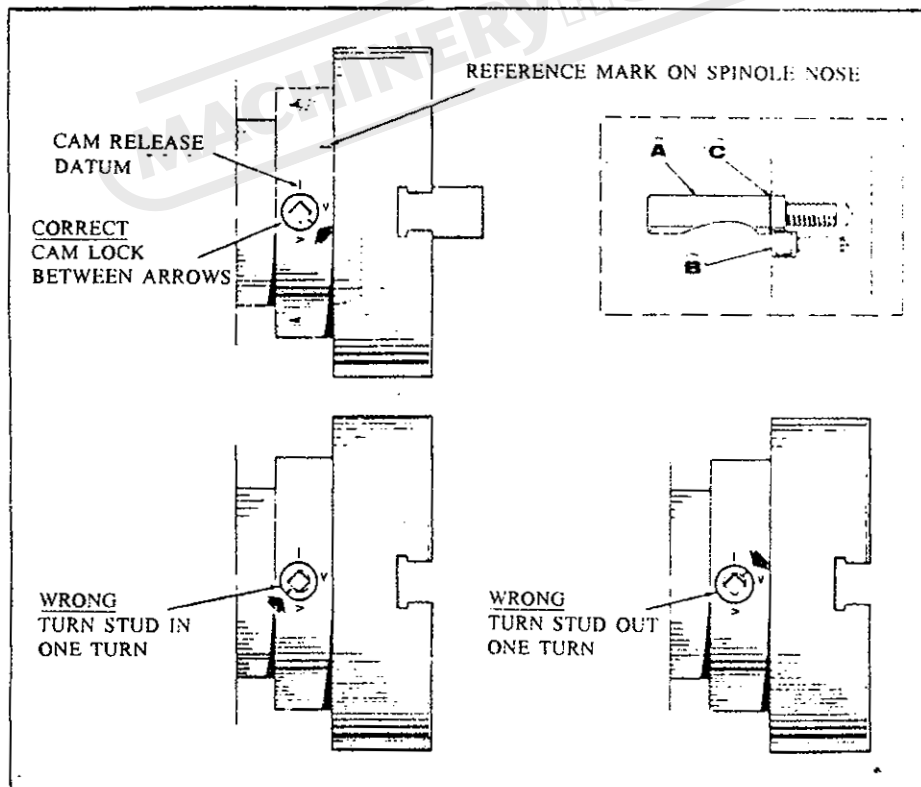 MACHINERYH
REFERENCE MARK ON SPINOLE NOSE
CAM RELEASE
DATUM
CORRECT
CAM LOCK
BETWEEN ARROWS
A
A
A C
B
WRONG
TURN STUD IN
ONE TURN
WRONG
TURN STUD OUT
ONE TURN